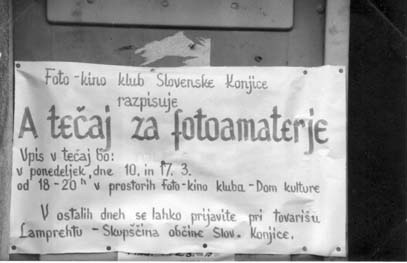 Foto-kino klub Slovenske Konjice
razpisuje
A tečaj za fotoamaterje
Vpis v tečaj bo:
v ponedeljek, dne 10. in 17. 3.
od 18-20h v prostorih foto-kino kluba - Dom kulture
V ostalih dneh se lahko prijavite pri tovarišu
Lamprehtu - Skupščina občine Slov. Konjice.